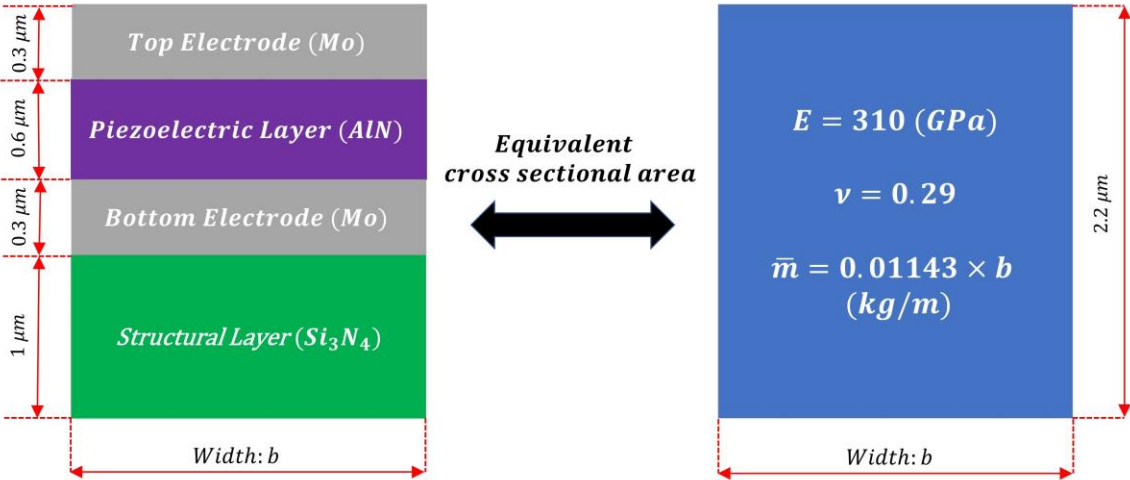 0.3 μm
Top Electrode (Mo)
0.6 μm
Piezoelectric Layer (AlN)
0.3 μm
Bottom Electrode (Mo)
1 μm
Structural Layer (Si₃N₄)
Width: b
Equivalent
cross sectional area
E = 310 (GPa)
ν = 0.29
m̄ = 0.01143 × b
(kg/m)
2.2 μm
Width: b